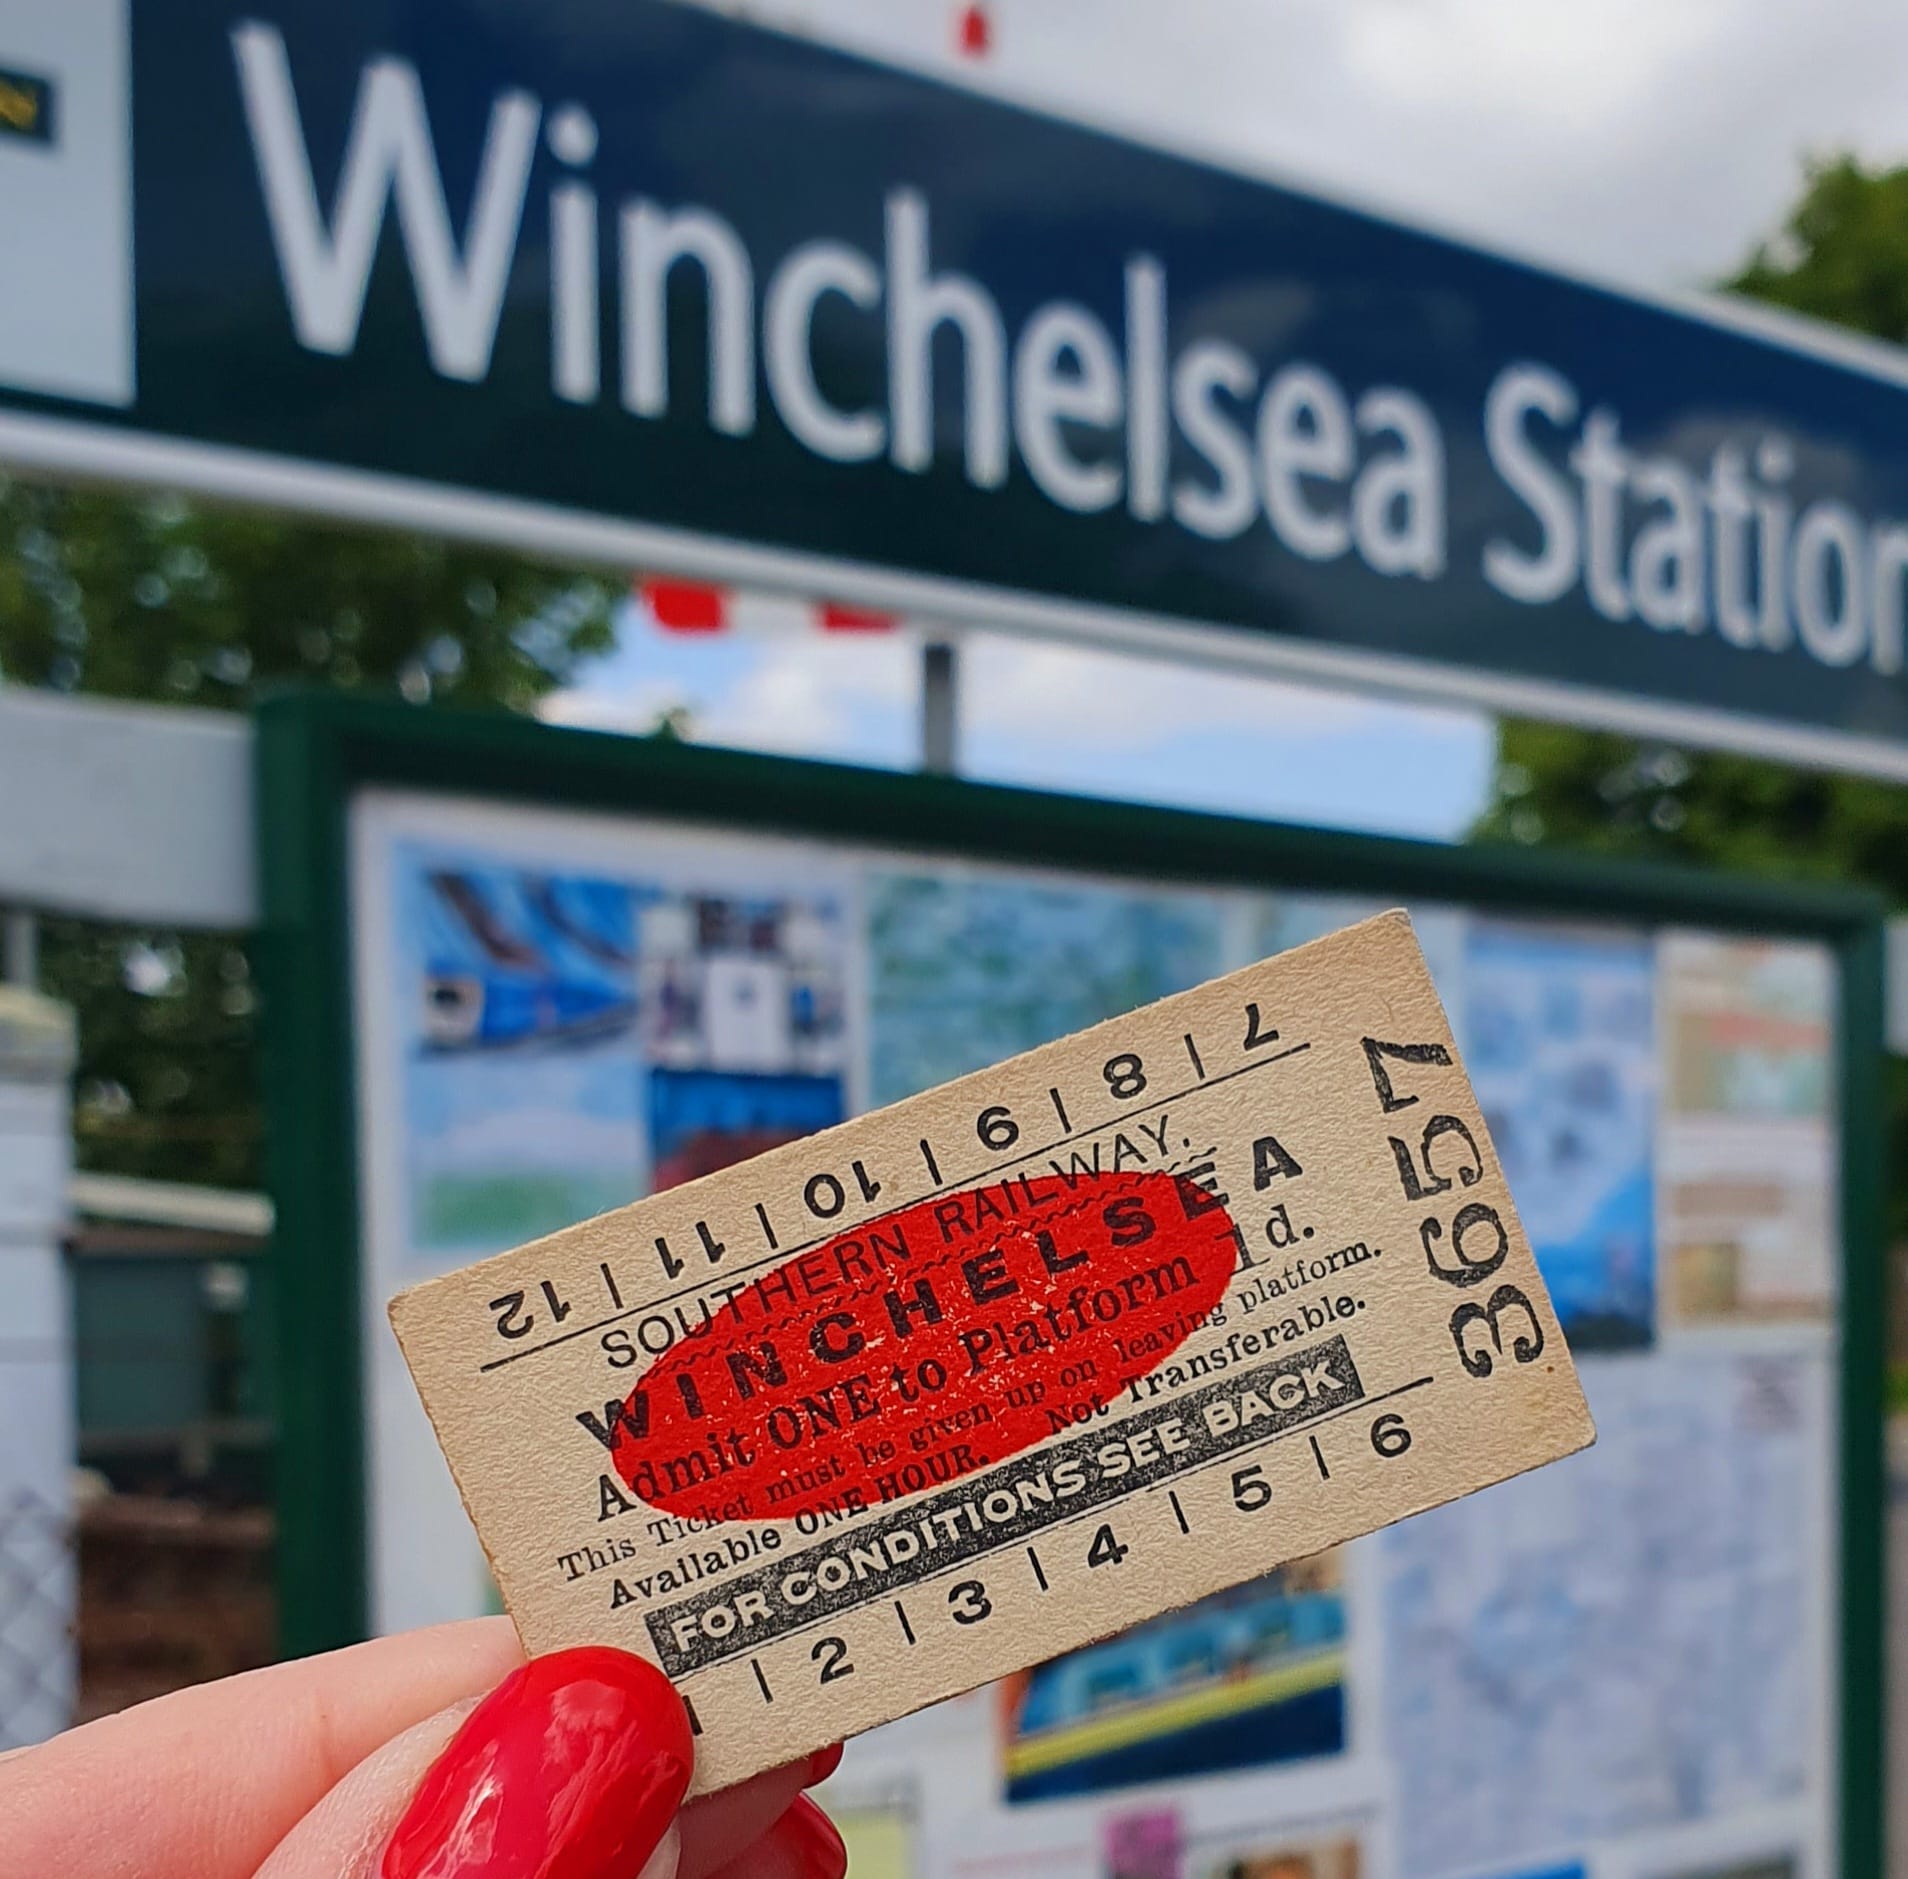 Winchelsea Station
12 | 11 | 10 | 9 | 8 | 7
SOUTHERN RAILWAY.
WINCHELSEA
Admit ONE to Platform 1d.
This Ticket must be given up on leaving platform.
Available ONE HOUR. Not Transferable.
FOR CONDITIONS SEE BACK
1 | 2 | 3 | 4 | 5 | 6
3657